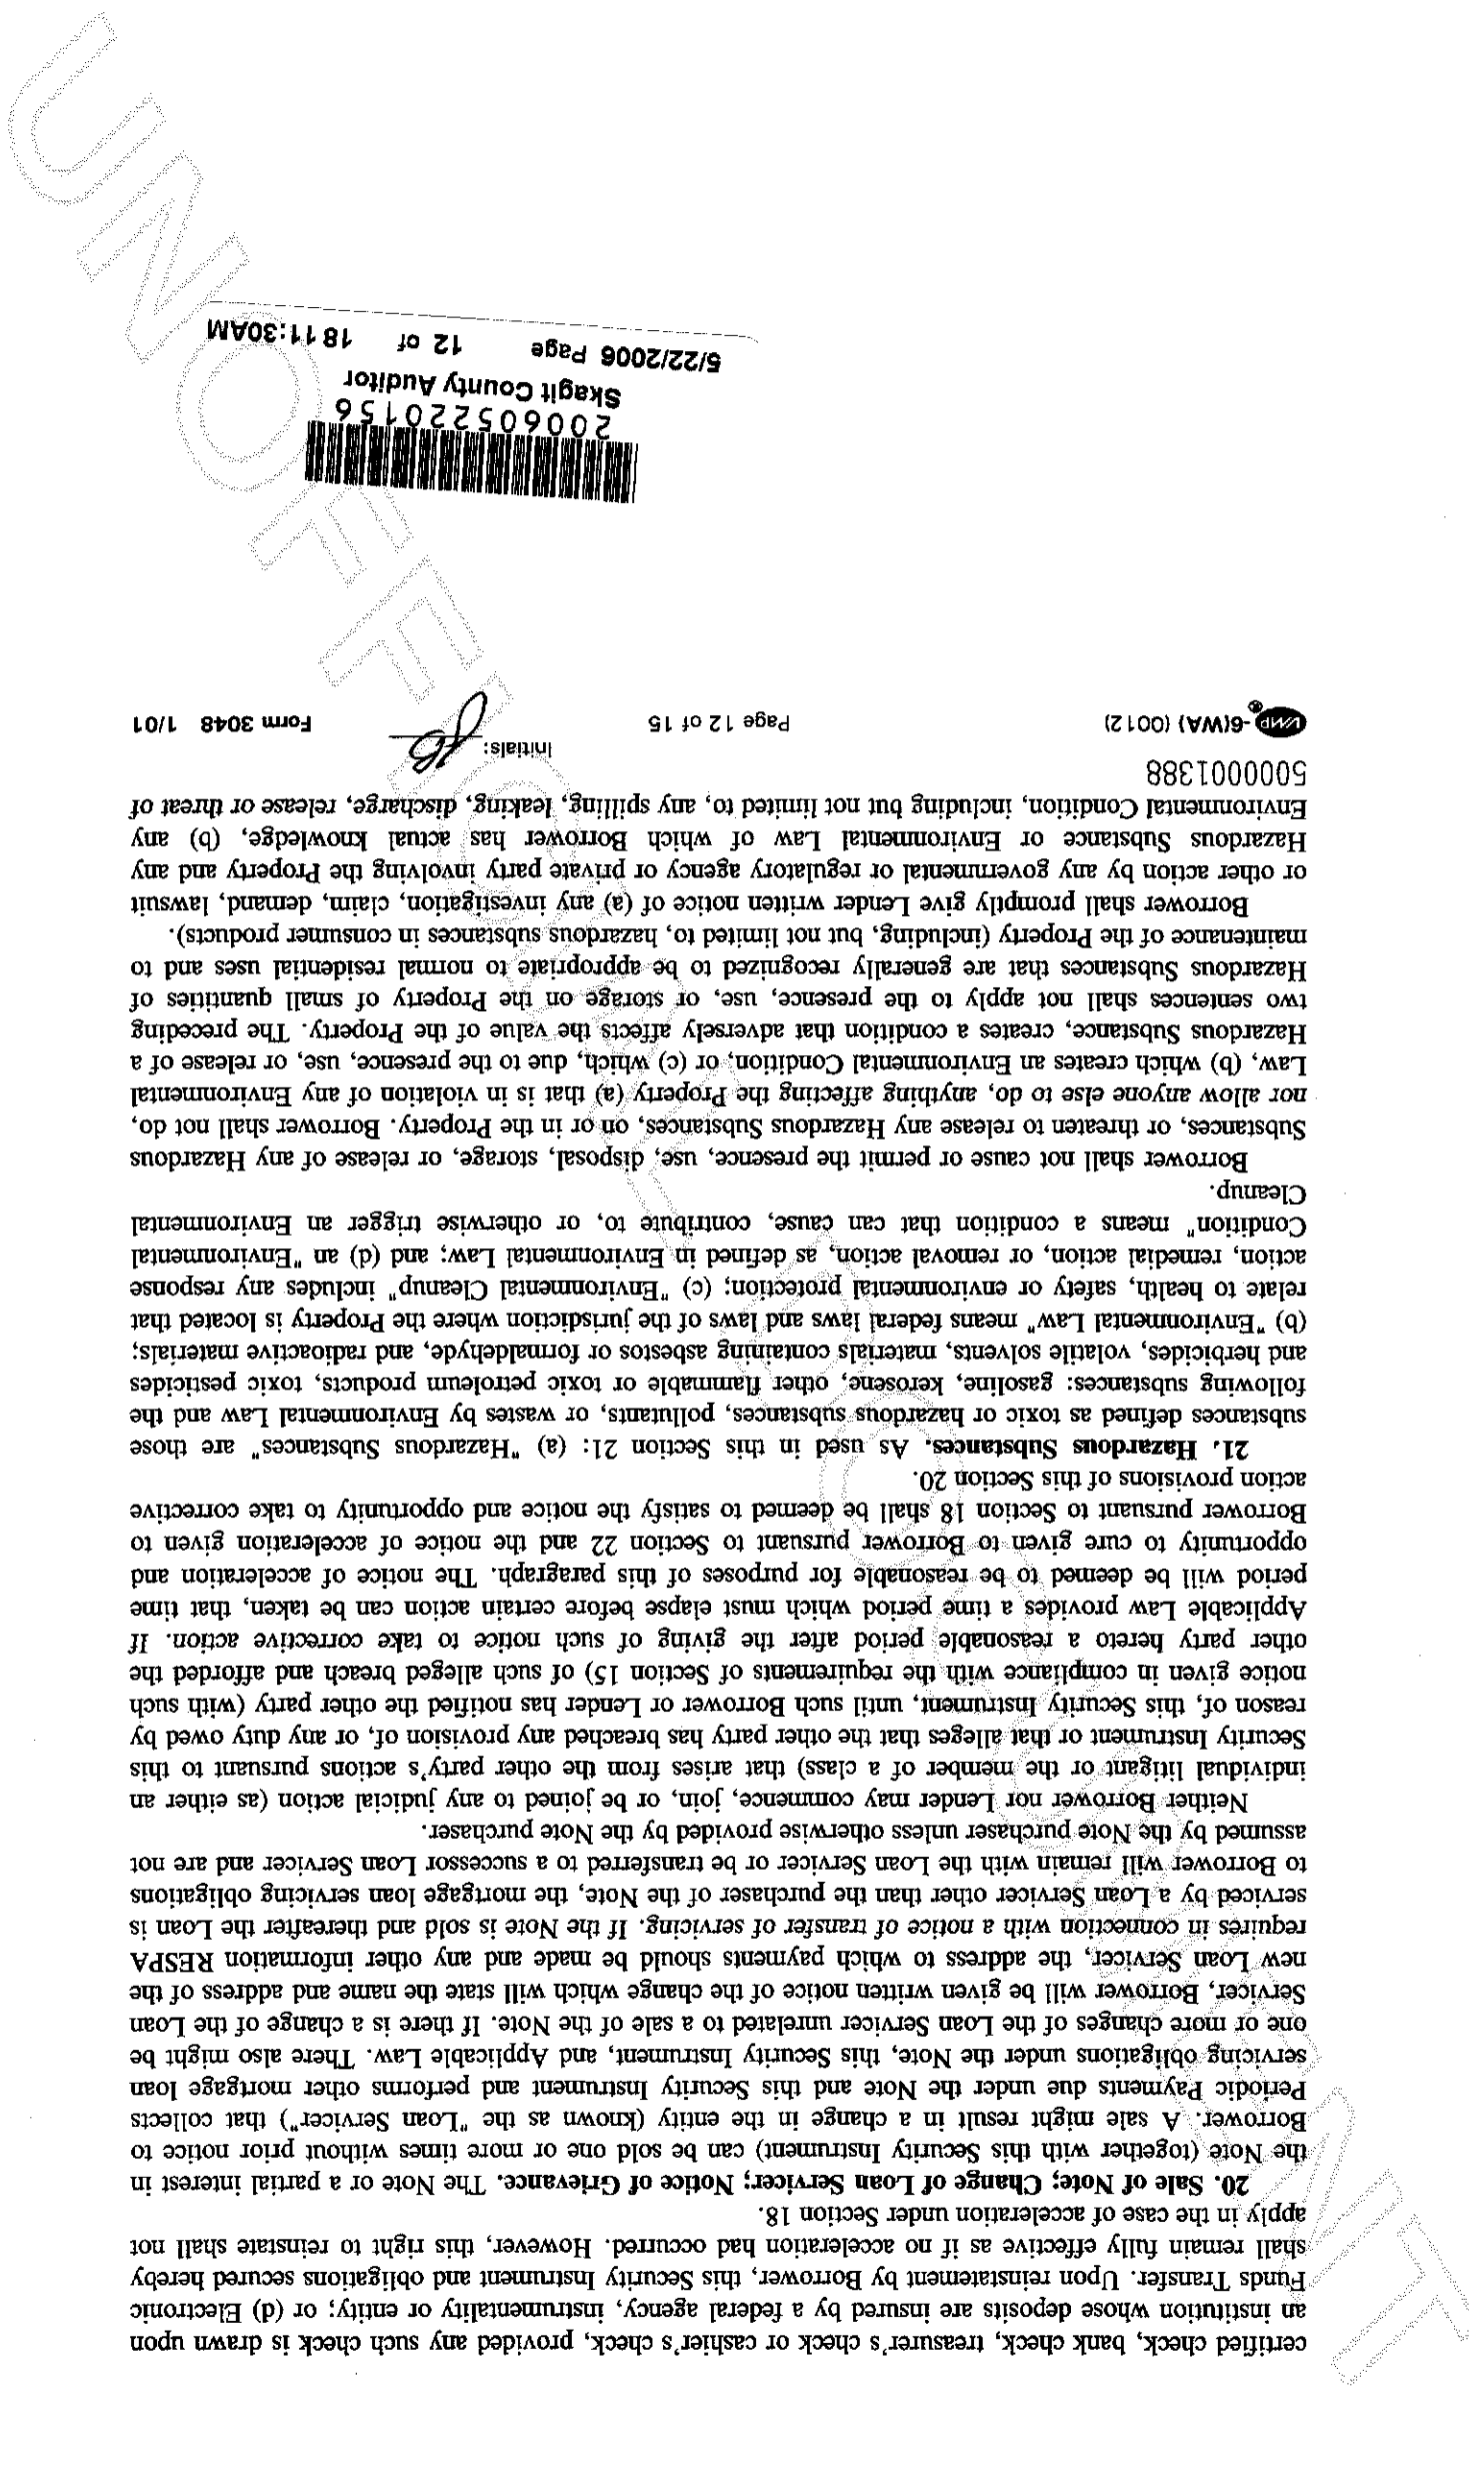 certified check, bank check, treasurer's check or cashier's check, provided any such check is drawn upon
an institution whose deposits are insured by a federal agency, instrumentality or entity; or (d) Electronic
Funds Transfer. Upon reinstatement by Borrower, this Security Instrument and obligations secured hereby
shall remain fully effective as if no acceleration had occurred. However, this right to reinstate shall not
apply in the case of acceleration under Section 18.
20. Sale of Note; Change of Loan Servicer; Notice of Grievance. The Note or a partial interest in
the Note (together with this Security Instrument) can be sold one or more times without prior notice to
Borrower. A sale might result in a change in the entity (known as the "Loan Servicer") that collects
Periodic Payments due under the Note and this Security Instrument and performs other mortgage loan
servicing obligations under the Note, this Security Instrument, and Applicable Law. There also might be
one or more changes of the Loan Servicer unrelated to a sale of the Note. If there is a change of the Loan
Servicer, Borrower will be given written notice of the change which will state the name and address of the
new Loan Servicer, the address to which payments should be made and any other information RESPA
requires in connection with a notice of transfer of servicing. If the Note is sold and thereafter the Loan is
serviced by a Loan Servicer other than the purchaser of the Note, the mortgage loan servicing obligations
to Borrower will remain with the Loan Servicer or be transferred to a successor Loan Servicer and are not
assumed by the Note purchaser unless otherwise provided by the Note purchaser.
Neither Borrower nor Lender may commence, join, or be joined to any judicial action (as either an
individual litigant or the member of a class) that arises from the other party's actions pursuant to this
Security Instrument or that alleges that the other party has breached any provision of, or any duty owed by
reason of, this Security Instrument, until such Borrower or Lender has notified the other party (with such
notice given in compliance with the requirements of Section 15) of such alleged breach and afforded the
other party hereto a reasonable period after the giving of such notice to take corrective action. If
Applicable Law provides a time period which must elapse before certain action can be taken, that time
period will be deemed to be reasonable for purposes of this paragraph. The notice of acceleration and
opportunity to cure given to Borrower pursuant to Section 22 and the notice of acceleration given to
Borrower pursuant to Section 18 shall be deemed to satisfy the notice and opportunity to take corrective
action provisions of this Section 20.
21. Hazardous Substances. As used in this Section 21: (a) "Hazardous Substances" are those
substances defined as toxic or hazardous substances, pollutants, or wastes by Environmental Law and the
following substances: gasoline, kerosene, other flammable or toxic petroleum products, toxic pesticides
and herbicides, volatile solvents, materials containing asbestos or formaldehyde, and radioactive materials;
(b) "Environmental Law" means federal laws and laws of the jurisdiction where the Property is located that
relate to health, safety or environmental protection; (c) "Environmental Cleanup" includes any response
action, remedial action, or removal action, as defined in Environmental Law; and (d) an "Environmental
Condition" means a condition that can cause, contribute to, or otherwise trigger an Environmental
Cleanup.
Borrower shall not cause or permit the presence, use, disposal, storage, or release of any Hazardous
Substances, or threaten to release any Hazardous Substances, on or in the Property. Borrower shall not do,
nor allow anyone else to do, anything affecting the Property (a) that is in violation of any Environmental
Law, (b) which creates an Environmental Condition, or (c) which, due to the presence, use, or release of a
Hazardous Substance, creates a condition that adversely affects the value of the Property. The preceding
two sentences shall not apply to the presence, use, or storage on the Property of small quantities of
Hazardous Substances that are generally recognized to be appropriate to normal residential uses and to
maintenance of the Property (including, but not limited to, hazardous substances in consumer products).
Borrower shall promptly give Lender written notice of (a) any investigation, claim, demand, lawsuit
or other action by any governmental or regulatory agency or private party involving the Property and any
Hazardous Substance or Environmental Law of which Borrower has actual knowledge, (b) any
Environmental Condition, including but not limited to, any spilling, leaking, discharge, release or threat of
5000001388
Initials:
VMP®-6(WA) (0012) Page 12 of 15 Form 3048 1/01
200605220156
Skagit County Auditor
5/22/2006 Page 12 of 18 11:30AM
UNOFFICIAL DOCUMENT